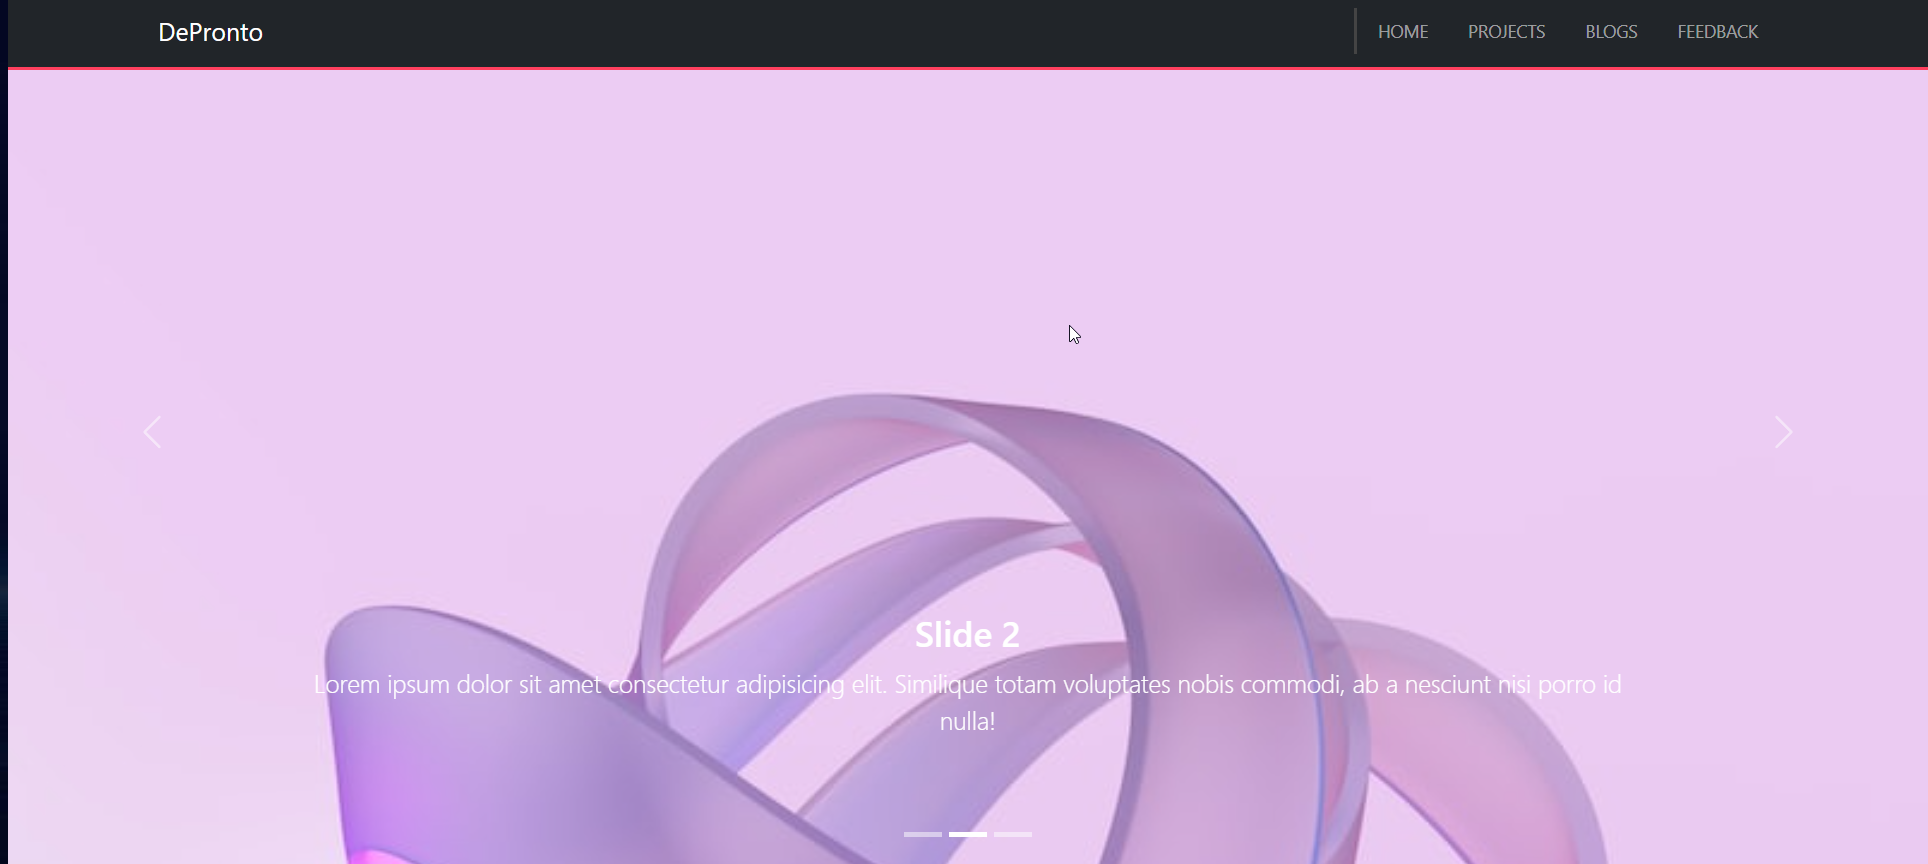 DePronto
HOME PROJECTS BLOGS FEEDBACK
Slide 2
Lorem ipsum dolor sit amet consectetur adipisicing elit. Similique totam voluptates nobis commodi, ab a nesciunt nisi porro id
nulla!